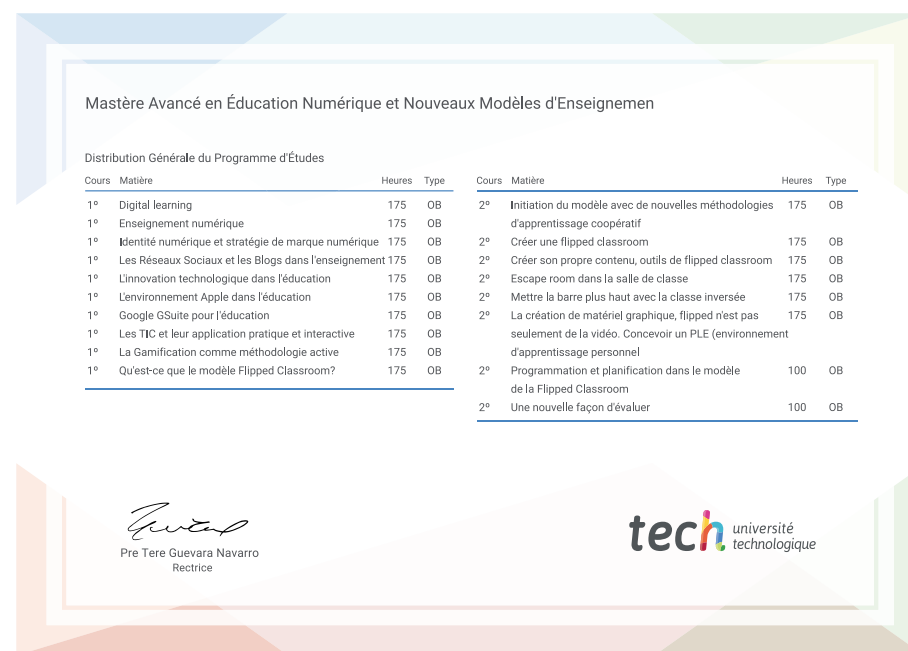 Mastère Avancé en Éducation Numérique et Nouveaux Modèles d'Enseignemen
Distribution Générale du Programme d'Études
Cours Matière Heures Type
1º Digital learning 175 OB
1º Enseignement numérique 175 OB
1º Identité numérique et stratégie de marque numérique 175 OB
1º Les Réseaux Sociaux et les Blogs dans l'enseignement 175 OB
1º L'innovation technologique dans l'éducation 175 OB
1º L'environnement Apple dans l'éducation 175 OB
1º Google GSuite pour l'éducation 175 OB
1º Les TIC et leur application pratique et interactive 175 OB
1º La Gamification comme méthodologie active 175 OB
1º Qu'est-ce que le modèle Flipped Classroom? 175 OB
Cours Matière Heures Type
2º Initiation du modèle avec de nouvelles méthodologies 175 OB
d'apprentissage coopératif
2º Créer une flipped classroom 175 OB
2º Créer son propre contenu, outils de flipped classroom 175 OB
2º Escape room dans la salle de classe 175 OB
2º Mettre la barre plus haut avec la classe inversée 175 OB
2º La création de matériel graphique, flipped n'est pas 175 OB
seulement de la vidéo. Concevoir un PLE (environnement
d'apprentissage personnel
2º Programmation et planification dans le modèle 100 OB
de la Flipped Classroom
2º Une nouvelle façon d'évaluer 100 OB
Pre Tere Guevara Navarro
Rectrice
tech université
technologique